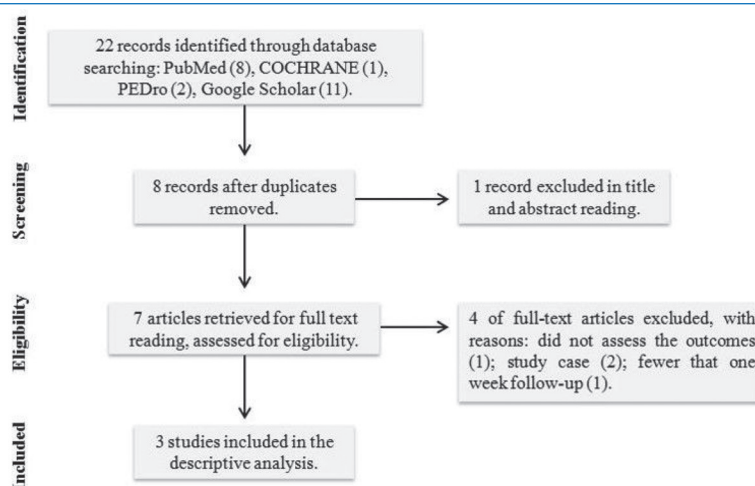 Identification
22 records identified through database
searching: PubMed (8), COCHRANE (1),
PEDro (2), Google Scholar (11).
Screening
8 records after duplicates
removed.
1 record excluded in title
and abstract reading.
Eligibility
7 articles retrieved for full text
reading, assessed for eligibility.
4 of full-text articles excluded, with
reasons: did not assess the outcomes
(1); study case (2); fewer that one
week follow-up (1).
Included
3 studies included in the
descriptive analysis.